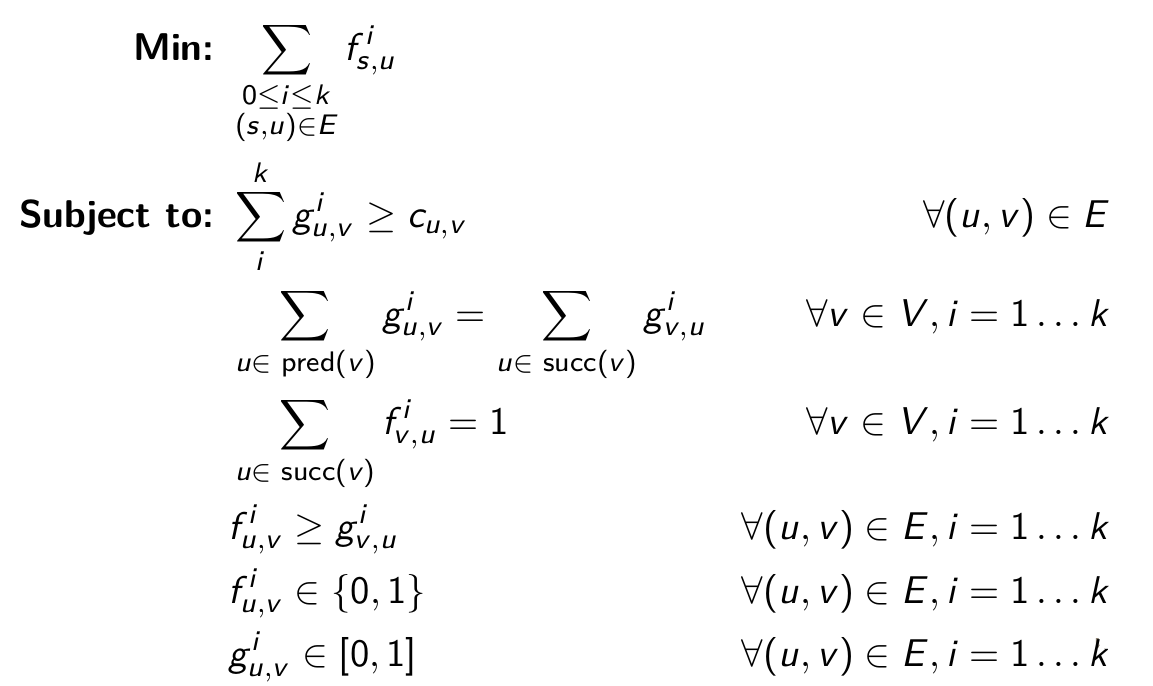 Min: ∑_{0≤i≤k, (s,u)∈E} f^i_{s,u}
Subject to: ∑_i^k g^i_{u,v} ≥ c_{u,v} ∀(u, v) ∈ E
∑_{u∈ pred(v)} g^i_{u,v} = ∑_{u∈ succ(v)} g^i_{v,u} ∀v ∈ V, i = 1 … k
∑_{u∈ succ(v)} f^i_{v,u} = 1 ∀v ∈ V, i = 1 … k
f^i_{u,v} ≥ g^i_{v,u} ∀(u, v) ∈ E, i = 1 … k
f^i_{u,v} ∈ {0, 1} ∀(u, v) ∈ E, i = 1 … k
g^i_{u,v} ∈ [0, 1] ∀(u, v) ∈ E, i = 1 … k